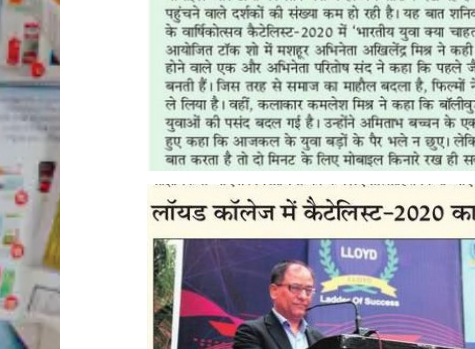 पहुंचने वाले दर्शकों की संख्या कम हो रही है। यह बात शनि
के वार्षिकोत्सव कैटेलिस्ट-2020 में 'भारतीय युवा क्या चाहत
आयोजित टॉक शो में मशहूर अभिनेता अखिलेंद्र मिश्र ने कही
होने वाले एक और अभिनेता परितोष संद ने कहा कि पहले जै
बनती हैं। जिस तरह से समाज का माहौल बदला है, फिल्मों ने
ले लिया है। वहीं, कलाकार कमलेश मिश्र ने कहा कि बॉलीवु
युवाओं की पसंद बदल गई है। उन्होंने अमिताभ बच्चन के एक
हुए कहा कि आजकल के युवा बड़ों के पैर भले न छुए। लेकि
बात करता है तो दो मिनट के लिए मोबाइल किनारे रख ही स
लॉयड कॉलेज में कैटेलिस्ट-2020 का
LLOYD
Ladder Of Success